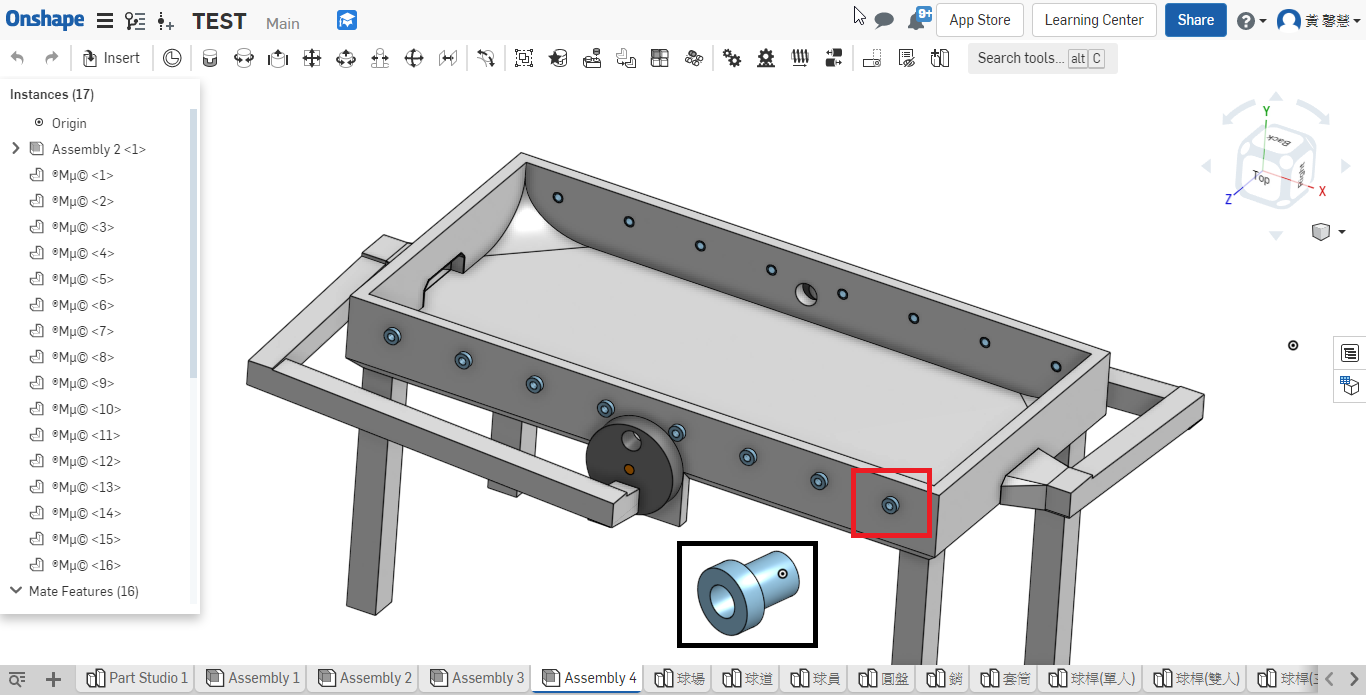 Onshape TEST Main 9+ App Store Learning Center Share ? 黃馨慧
Insert Search tools... alt C
Instances (17)
Origin
Assembly 2 <1>
®Mµ© <1>
®Mµ© <2>
®Mµ© <3>
®Mµ© <4>
®Mµ© <5>
®Mµ© <6>
®Mµ© <7>
®Mµ© <8>
®Mµ© <9>
®Mµ© <10>
®Mµ© <11>
®Mµ© <12>
®Mµ© <13>
®Mµ© <14>
®Mµ© <15>
®Mµ© <16>
Mate Features (16)
Y
Back
Top
Right
X
Z
Part Studio 1 Assembly 1 Assembly 2 Assembly 3 Assembly 4 球場 球道 球員 圓盤 銷 套筒 球桿(單人) 球桿(雙人) 球桿(